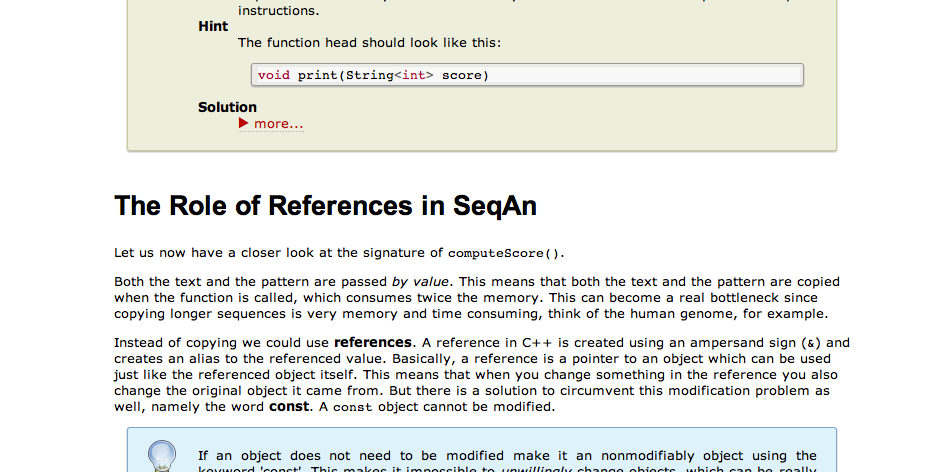 instructions.
Hint
The function head should look like this:
void print(String<int> score)
Solution
more...
The Role of References in SeqAn
Let us now have a closer look at the signature of computeScore().
Both the text and the pattern are passed by value. This means that both the text and the pattern are copied
when the function is called, which consumes twice the memory. This can become a real bottleneck since
copying longer sequences is very memory and time consuming, think of the human genome, for example.
Instead of copying we could use references. A reference in C++ is created using an ampersand sign (&) and
creates an alias to the referenced value. Basically, a reference is a pointer to an object which can be used
just like the referenced object itself. This means that when you change something in the reference you also
change the original object it came from. But there is a solution to circumvent this modification problem as
well, namely the word const. A const object cannot be modified.
If an object does not need to be modified make it an nonmodifiably object using the
keyword 'const'. This makes it impossible to unwillingly change objects, which can be really